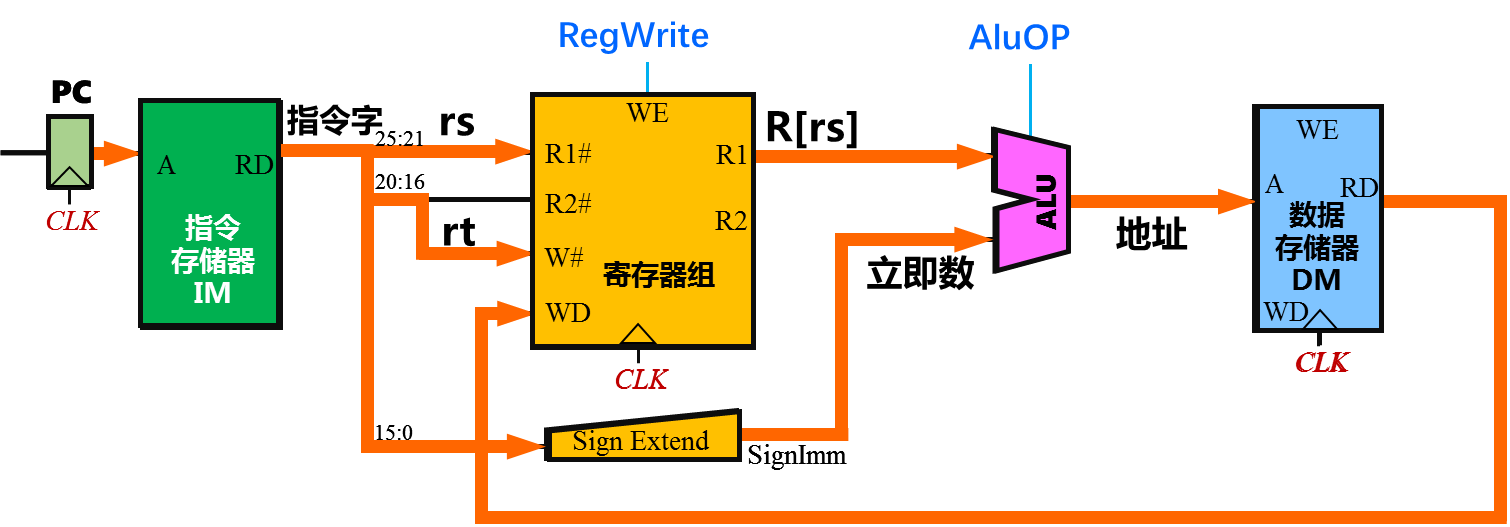 RegWrite
AluOP
PC
CLK
指令字
A
RD
指令
存储器
IM
25:21
rs
20:16
rt
15:0
WE
R1#
R1
R2#
R2
W#
寄存器组
WD
CLK
Sign Extend
SignImm
R[rs]
立即数
ALU
地址
WE
A
RD
数据
存储器
DM
WD
CLK